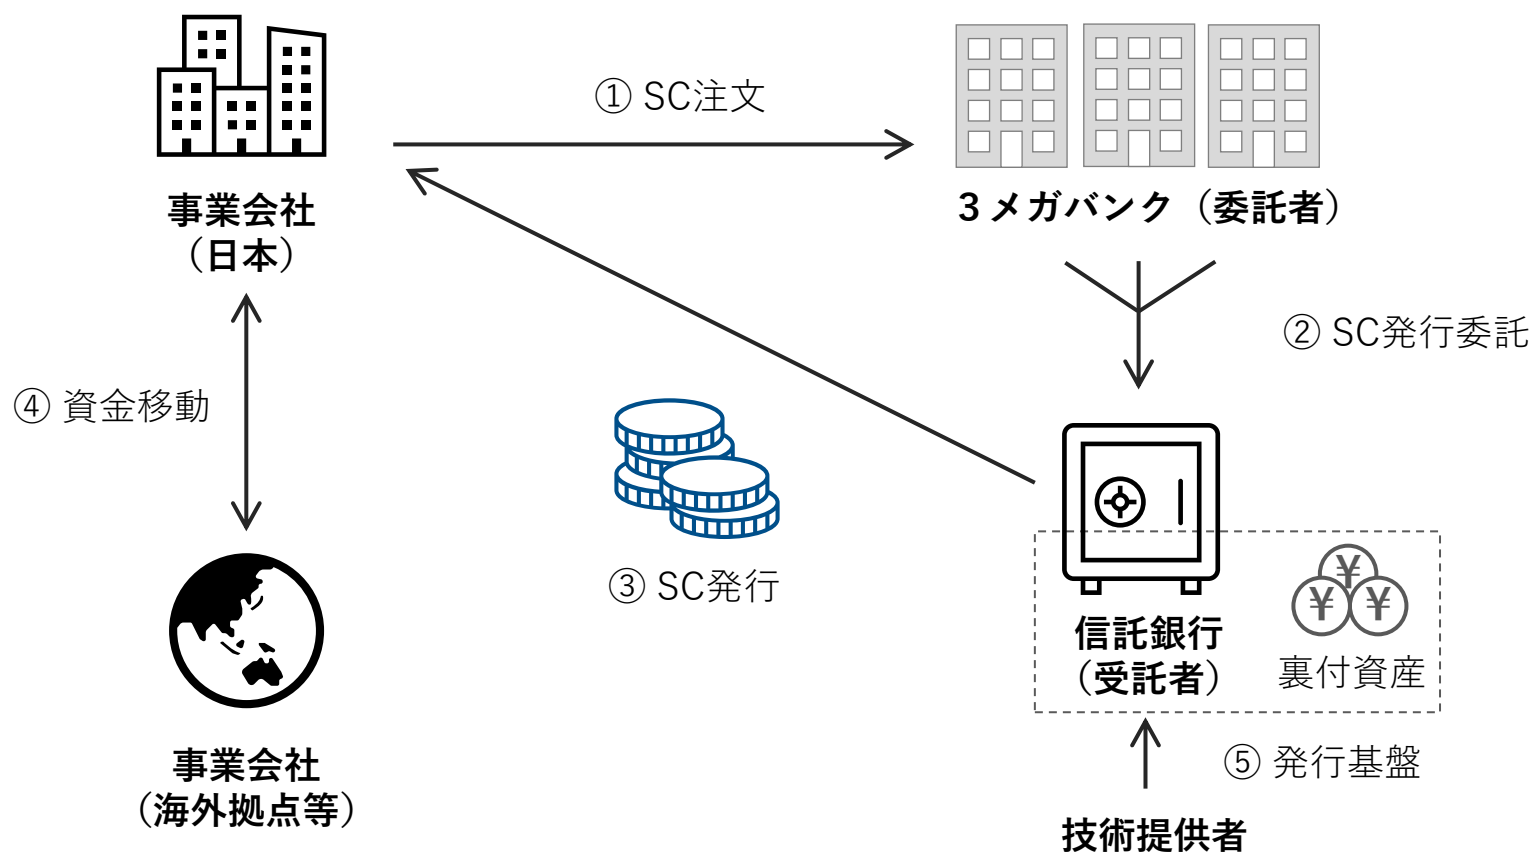 ① SC注文
事業会社
（日本）
３メガバンク（委託者）
② SC発行委託
④ 資金移動
③ SC発行
¥
¥ ¥
信託銀行
（受託者）
裏付資産
事業会社
（海外拠点等）
⑤ 発行基盤
技術提供者